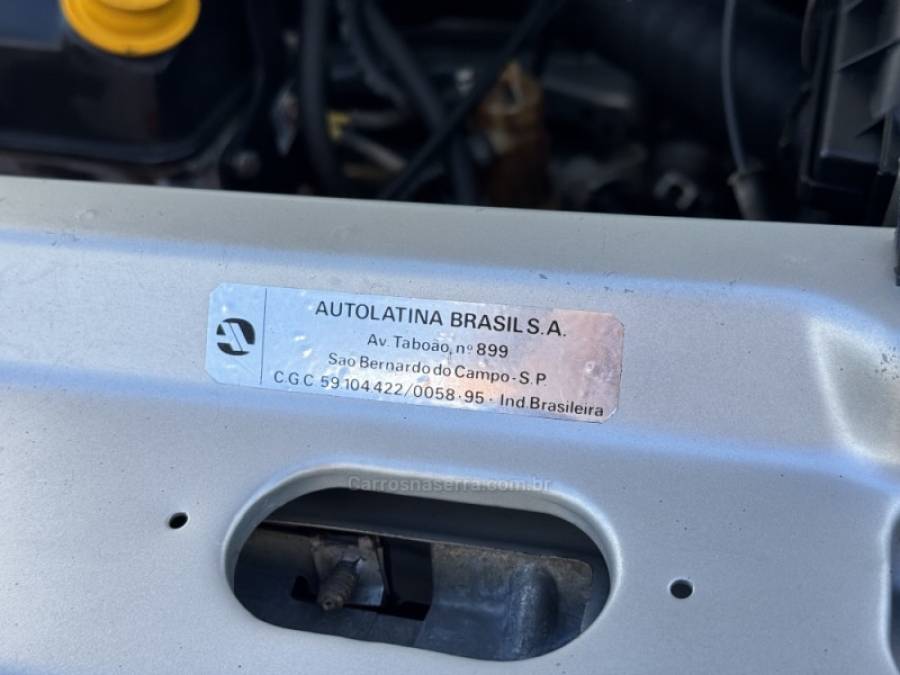 AUTOLATINA BRASIL S.A.
Av. Taboão, nº 899
Sao Bernardo do Campo - S.P.
C G C 59.104.422/0058-95 - Ind Brasileira
Carrosnaserra.com.br